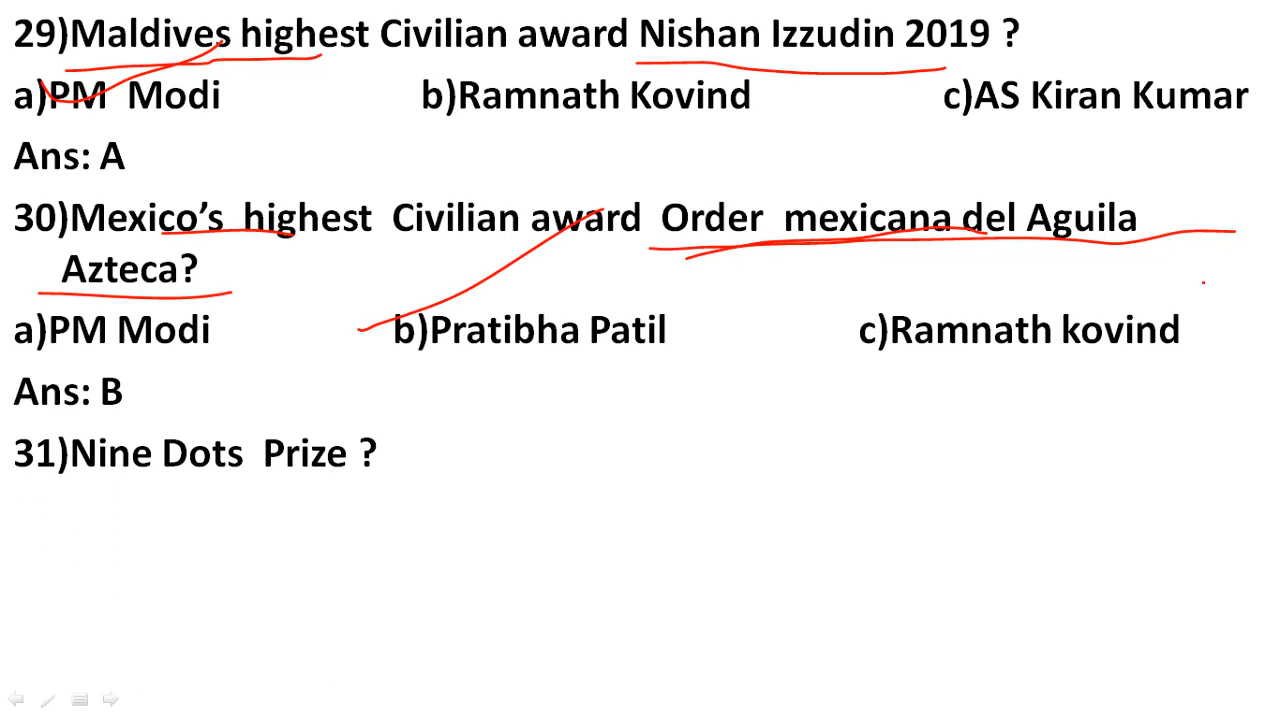 29)Maldives highest Civilian award Nishan Izzudin 2019 ?
a)PM Modi b)Ramnath Kovind c)AS Kiran Kumar
Ans: A
30)Mexico’s highest Civilian award Order mexicana del Aguila
Azteca?
a)PM Modi b)Pratibha Patil c)Ramnath kovind
Ans: B
31)Nine Dots Prize ?